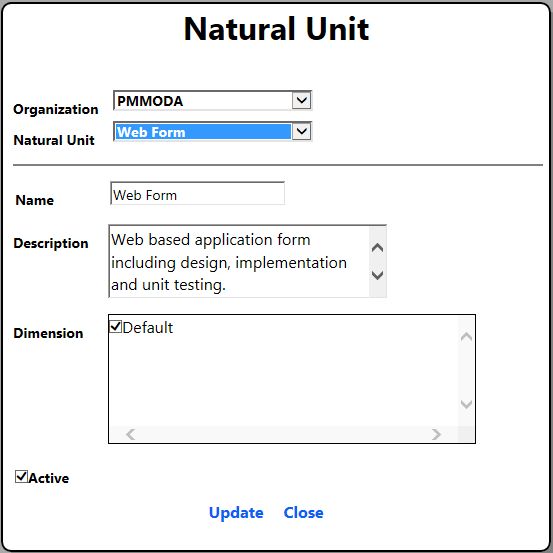 Natural Unit
Organization PMMODA
Natural Unit Web Form
Name Web Form
Description Web based application form
including design, implementation
and unit testing.
Dimension Default
Active
Update Close